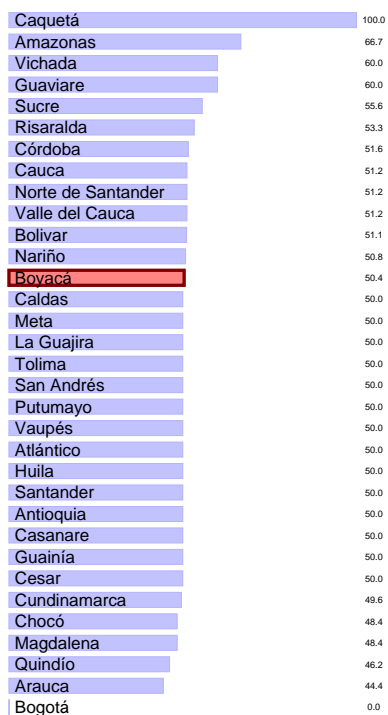 Caquetá 100.0
Amazonas 66.7
Vichada 60.0
Guaviare 60.0
Sucre 55.6
Risaralda 53.3
Córdoba 51.6
Cauca 51.2
Norte de Santander 51.2
Valle del Cauca 51.2
Bolivar 51.1
Nariño 50.8
Boyacá 50.4
Caldas 50.0
Meta 50.0
La Guajira 50.0
Tolima 50.0
San Andrés 50.0
Putumayo 50.0
Vaupés 50.0
Atlántico 50.0
Huila 50.0
Santander 50.0
Antioquia 50.0
Casanare 50.0
Guainía 50.0
Cesar 50.0
Cundinamarca 49.6
Chocó 48.4
Magdalena 48.4
Quindío 46.2
Arauca 44.4
Bogotá 0.0